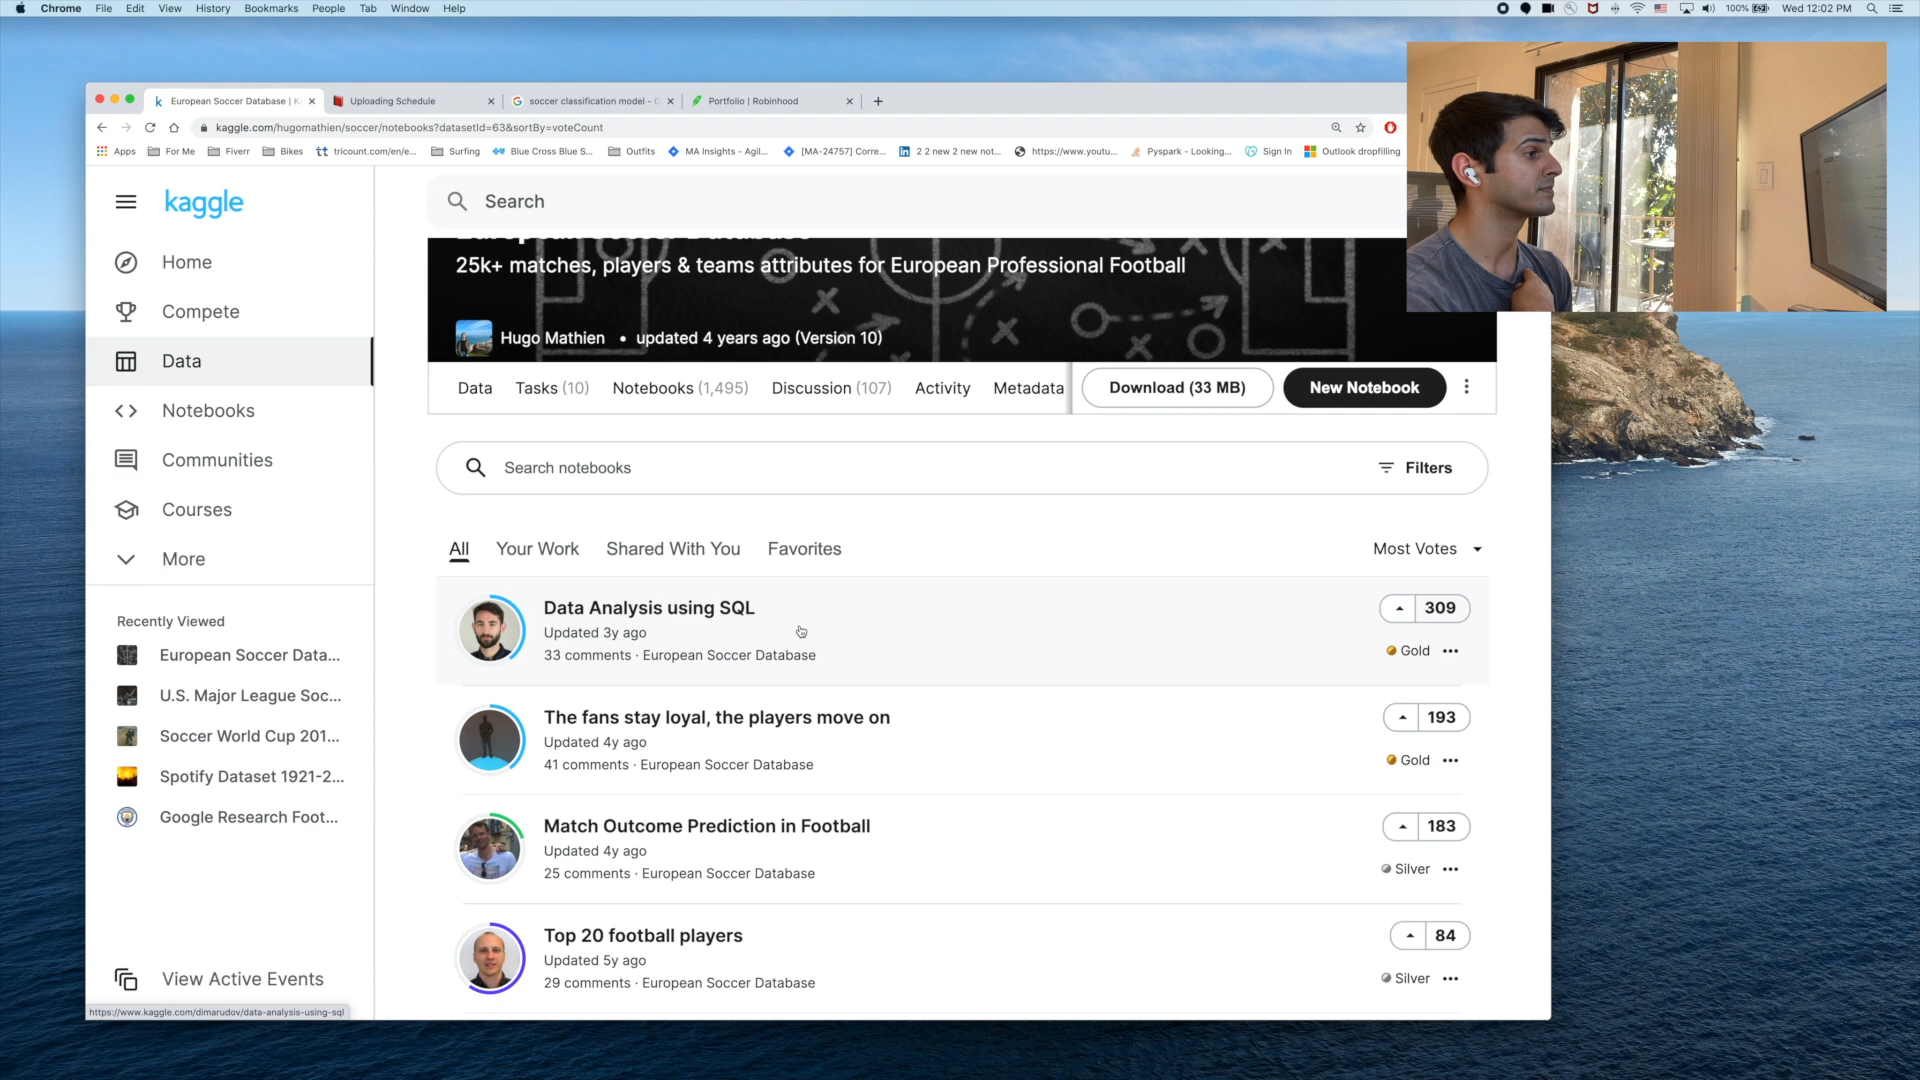 Chrome File Edit View History Bookmarks People Tab Window Help
100% Wed 12:02 PM
European Soccer Database | K
Uploading Schedule
soccer classification model - G
Portfolio | Robinhood
kaggle.com/hugomathien/soccer/notebooks?datasetId=63&sortBy=voteCount
Apps For Me Fiverr Bikes tricount.com/en/e... Surfing Blue Cross Blue S... Outfits MA Insights - Agil... [MA-24757] Corre... 2 2 new 2 new not... https://www.youtu... Pyspark - Looking... Sign In Outlook dropfilling
kaggle
Search
Home
Compete
Data
Notebooks
Communities
Courses
More
Recently Viewed
European Soccer Data...
U.S. Major League Soc...
Soccer World Cup 201...
Spotify Dataset 1921-2...
Google Research Foot...
View Active Events
https://www.kaggle.com/dimarudov/data-analysis-using-sql
European Soccer Database
25k+ matches, players & teams attributes for European Professional Football
Hugo Mathien • updated 4 years ago (Version 10)
Data Tasks (10) Notebooks (1,495) Discussion (107) Activity Metadata Download (33 MB) New Notebook
Search notebooks Filters
All Your Work Shared With You Favorites Most Votes
Data Analysis using SQL 309
Updated 3y ago
33 comments · European Soccer Database Gold
The fans stay loyal, the players move on 193
Updated 4y ago
41 comments · European Soccer Database Gold
Match Outcome Prediction in Football 183
Updated 4y ago
25 comments · European Soccer Database Silver
Top 20 football players 84
Updated 5y ago
29 comments · European Soccer Database Silver